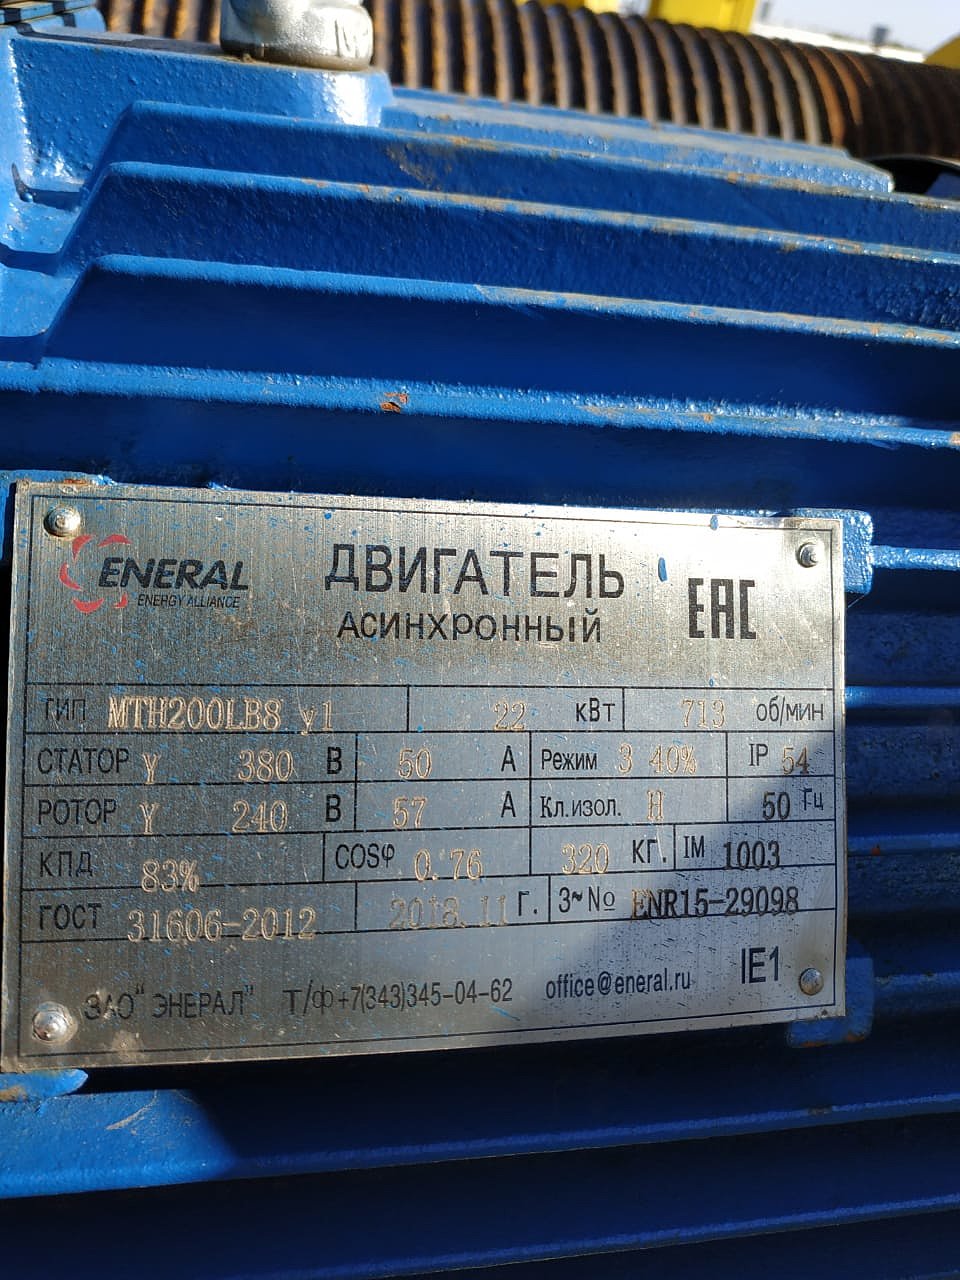 ENERAL
ENERGY ALLIANCE
ДВИГАТЕЛЬ
АСИНХРОННЫЙ
EAC
ТИП MTH200LB8 y1 22 кВт 713 об/мин
СТАТОР Y 380 В 50 А Режим 3 40% IP 54
РОТОР Y 240 В 57 А Кл.изол. H 50 Гц
КПД 83% COSφ 0.76 320 КГ. IM 1003
ГОСТ 31606-2012 2018.11 Г. 3~№ ENR15-29098
IE1
ЗАО "ЭНЕРАЛ" Т/ф+7(343)345-04-62 office@eneral.ru